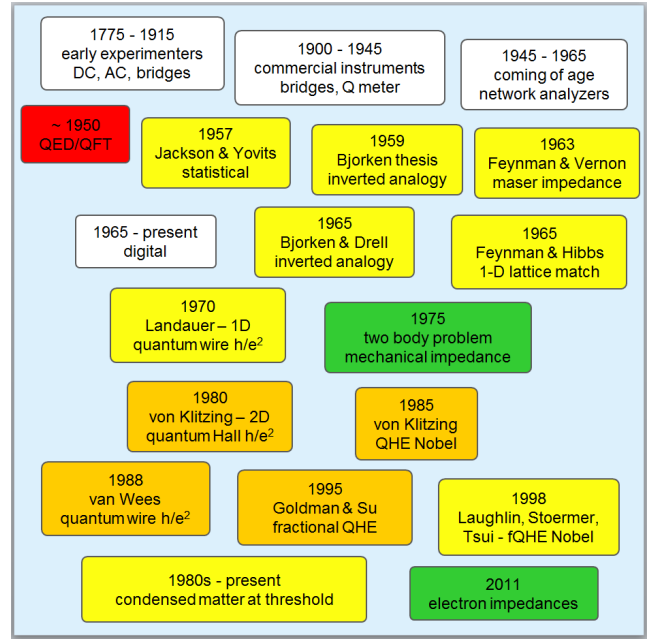 1775 - 1915
early experimenters
DC, AC, bridges
1900 - 1945
commercial instruments
bridges, Q meter
1945 - 1965
coming of age
network analyzers
~ 1950
QED/QFT
1957
Jackson & Yovits
statistical
1959
Bjorken thesis
inverted analogy
1963
Feynman & Vernon
maser impedance
1965 - present
digital
1965
Bjorken & Drell
inverted analogy
1965
Feynman & Hibbs
1-D lattice match
1970
Landauer – 1D
quantum wire h/e²
1975
two body problem
mechanical impedance
1980
von Klitzing – 2D
quantum Hall h/e²
1985
von Klitzing
QHE Nobel
1988
van Wees
quantum wire h/e²
1995
Goldman & Su
fractional QHE
1998
Laughlin, Stoermer,
Tsui - fQHE Nobel
1980s - present
condensed matter at threshold
2011
electron impedances